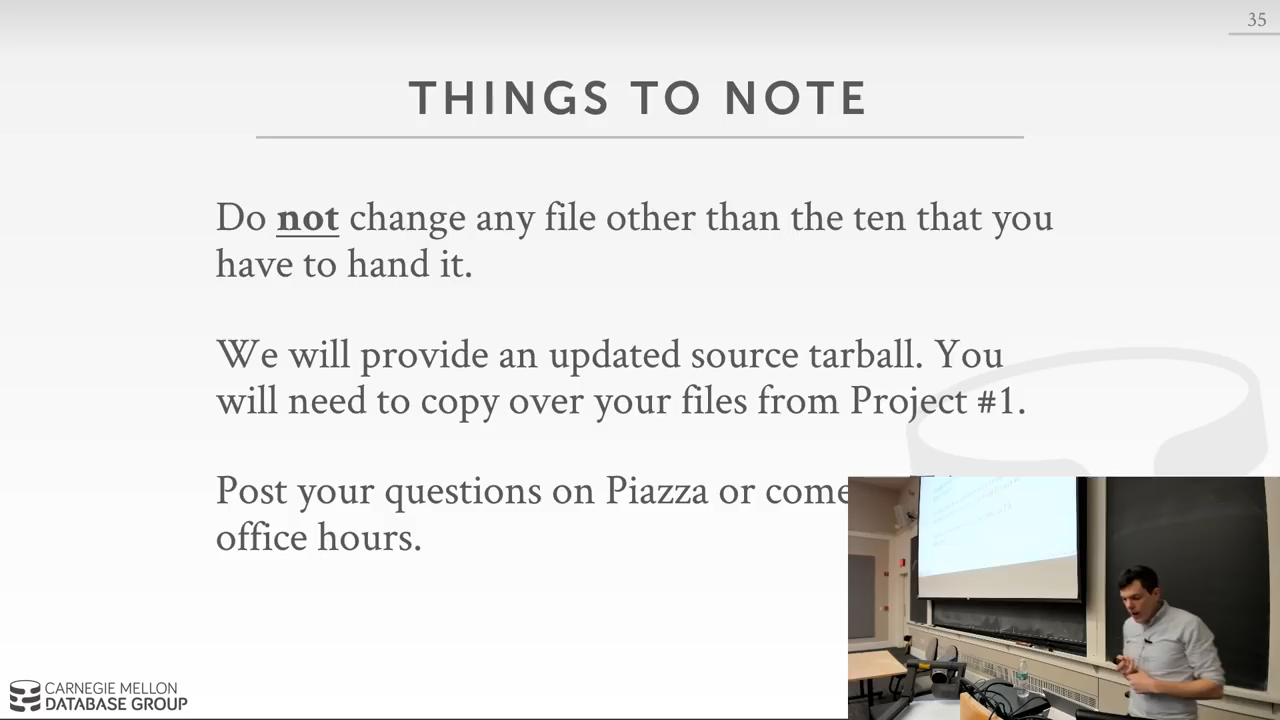 35
THINGS TO NOTE
Do not change any file other than the ten that you
have to hand it.
We will provide an updated source tarball. You
will need to copy over your files from Project #1.
Post your questions on Piazza or come
office hours.
CARNEGIE MELLON
DATABASE GROUP